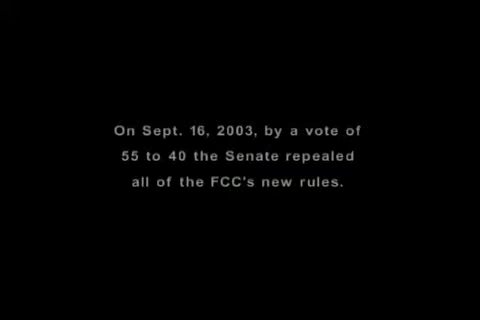 On Sept. 16, 2003, by a vote of
55 to 40 the Senate repealed
all of the FCC's new rules.